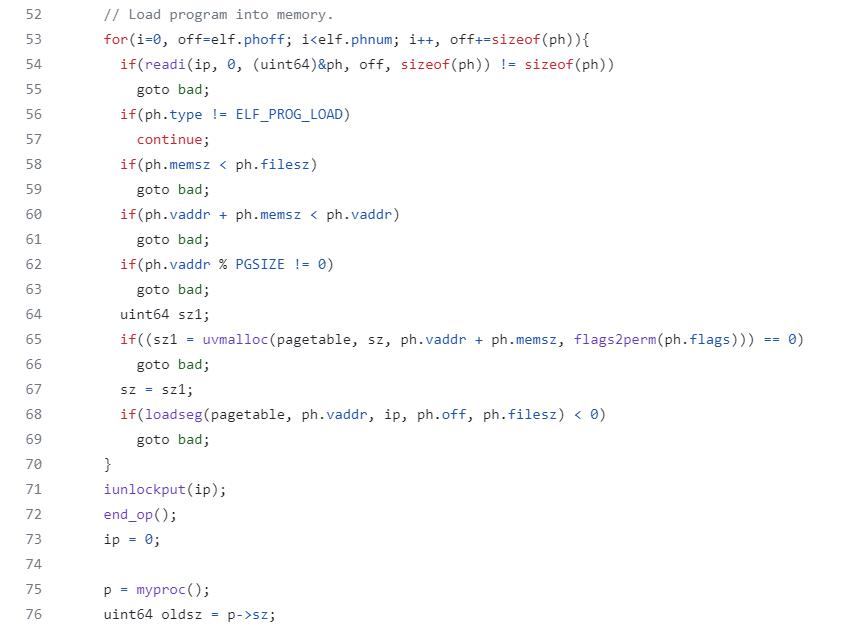 52 // Load program into memory.
53 for(i=0, off=elf.phoff; i<elf.phnum; i++, off+=sizeof(ph)){
54 if(readi(ip, 0, (uint64)&ph, off, sizeof(ph)) != sizeof(ph))
55 goto bad;
56 if(ph.type != ELF_PROG_LOAD)
57 continue;
58 if(ph.memsz < ph.filesz)
59 goto bad;
60 if(ph.vaddr + ph.memsz < ph.vaddr)
61 goto bad;
62 if(ph.vaddr % PGSIZE != 0)
63 goto bad;
64 uint64 sz1;
65 if((sz1 = uvmalloc(pagetable, sz, ph.vaddr + ph.memsz, flags2perm(ph.flags))) == 0)
66 goto bad;
67 sz = sz1;
68 if(loadseg(pagetable, ph.vaddr, ip, ph.off, ph.filesz) < 0)
69 goto bad;
70 }
71 iunlockput(ip);
72 end_op();
73 ip = 0;
74
75 p = myproc();
76 uint64 oldsz = p->sz;